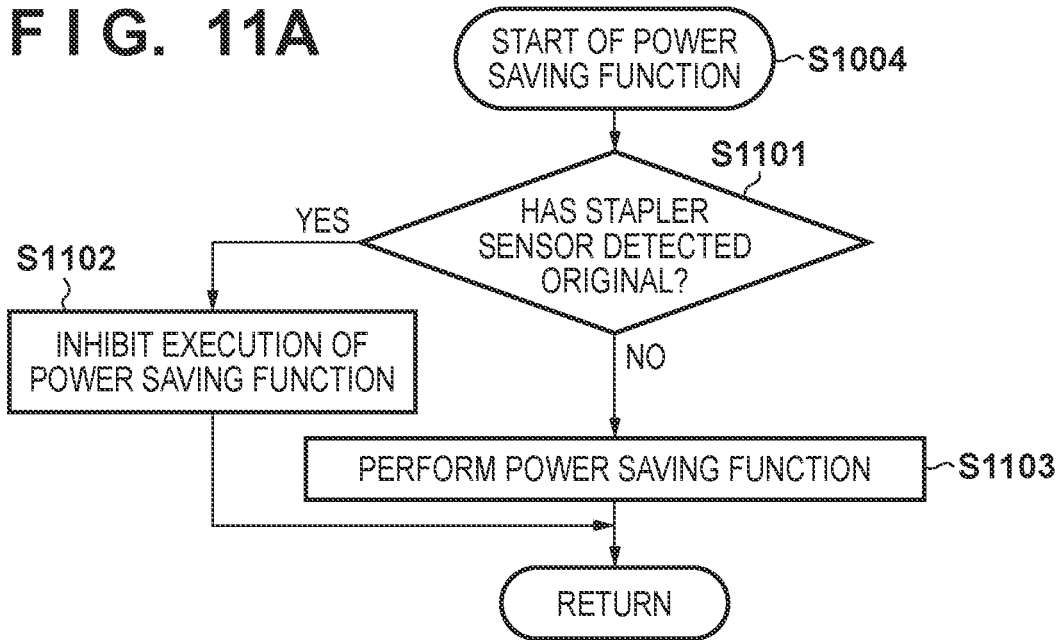 FIG. 11A
START OF POWER
SAVING FUNCTION
S1004
S1101
HAS STAPLER
SENSOR DETECTED
ORIGINAL?
YES
S1102
INHIBIT EXECUTION OF
POWER SAVING FUNCTION
NO
PERFORM POWER SAVING FUNCTION
S1103
RETURN